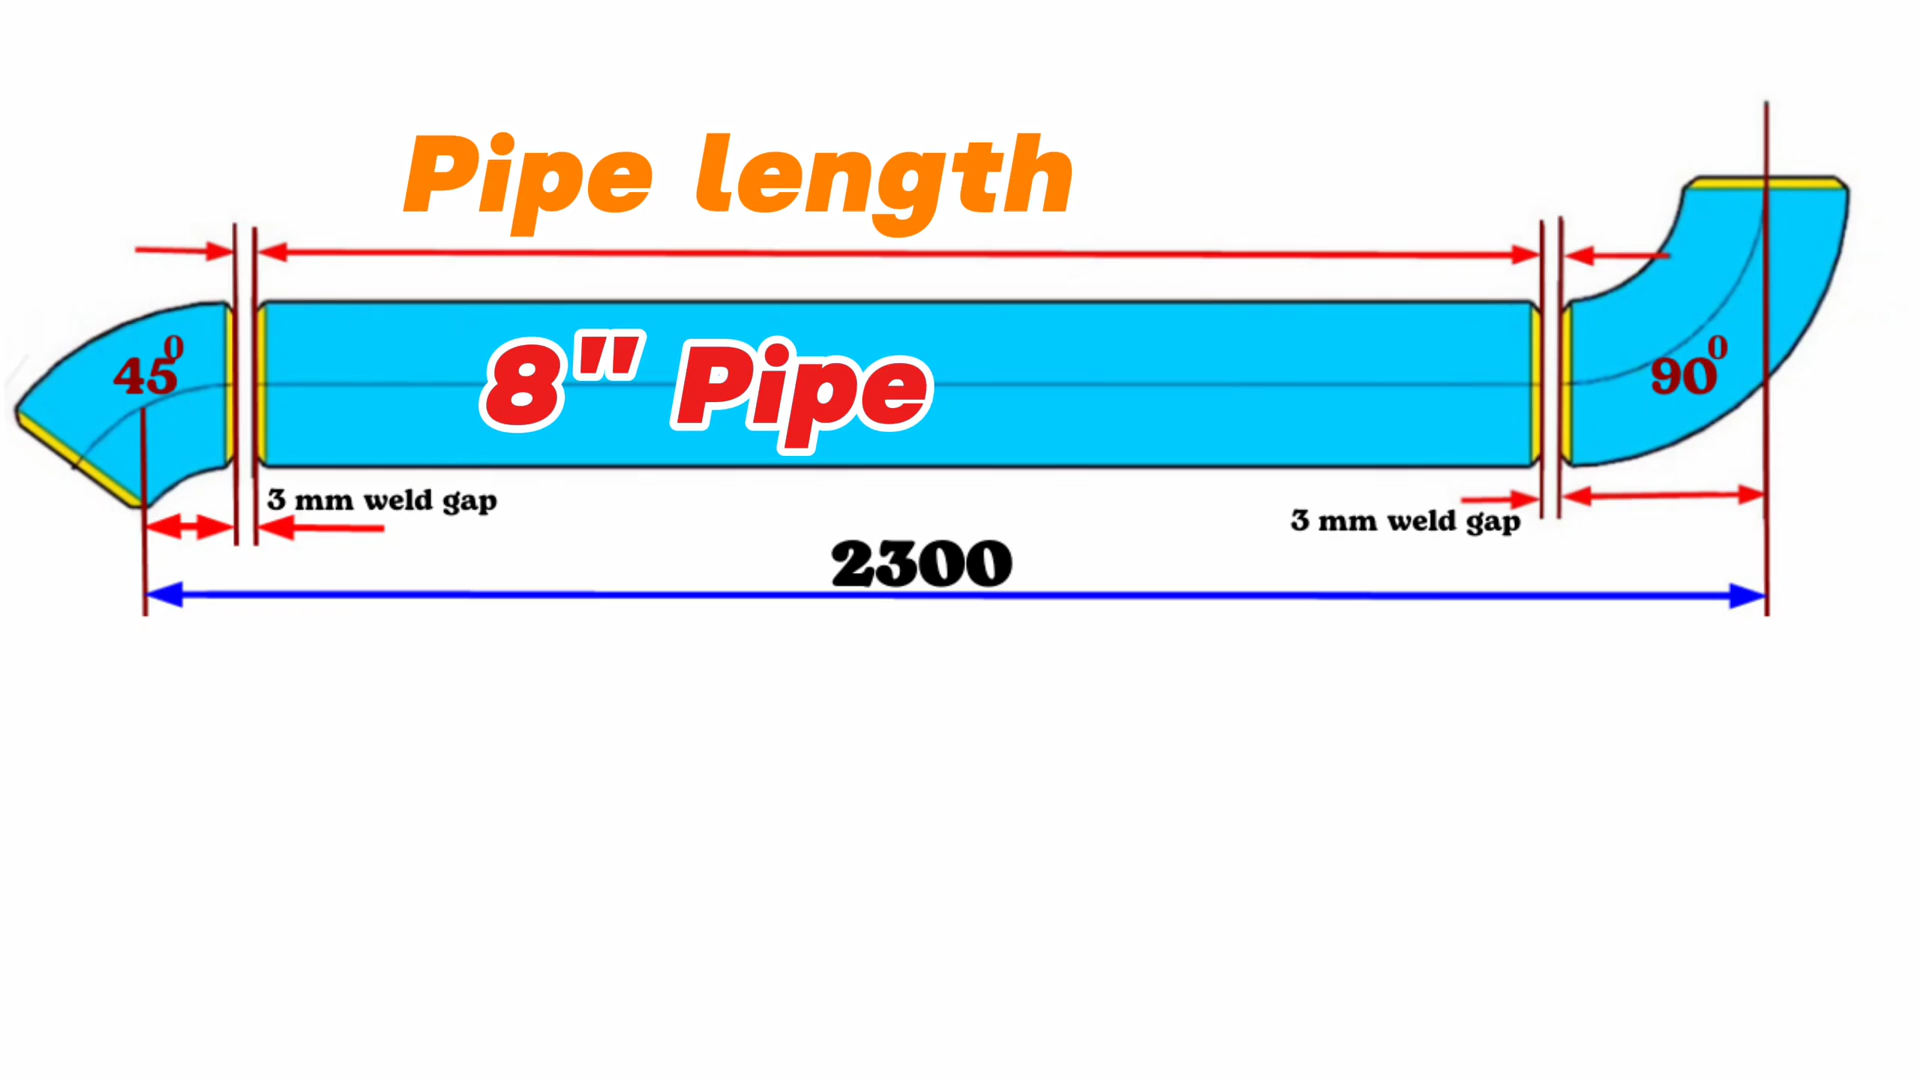 Pipe length
45⁰
8" Pipe
90⁰
3 mm weld gap
3 mm weld gap
2300